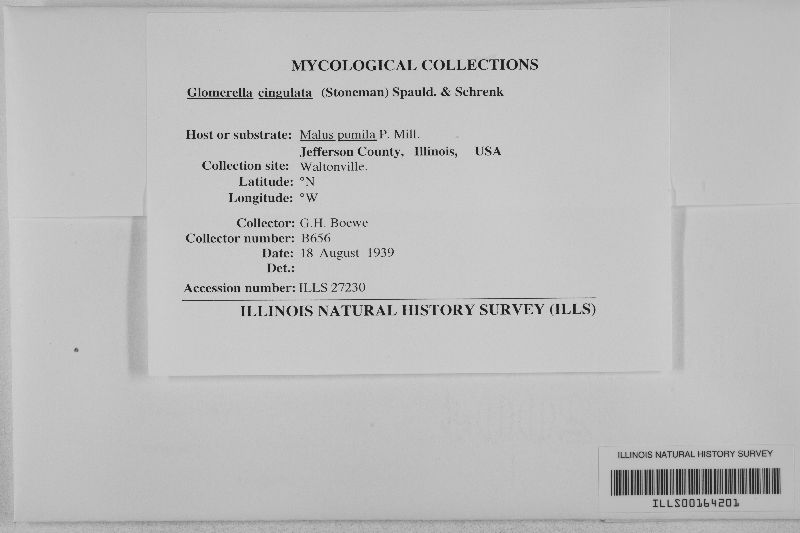 MYCOLOGICAL COLLECTIONS
Glomerella cingulata (Stoneman) Spauld. & Schrenk
Host or substrate: Malus pumila P. Mill.
Jefferson County, Illinois, USA
Collection site: Waltonville.
Latitude: °N
Longitude: °W
Collector: G.H. Boewe
Collector number: B656
Date: 18 August 1939
Det.:
Accession number: ILLS 27230
ILLINOIS NATURAL HISTORY SURVEY (ILLS)
ILLINOIS NATURAL HISTORY SURVEY
ILLS00164201